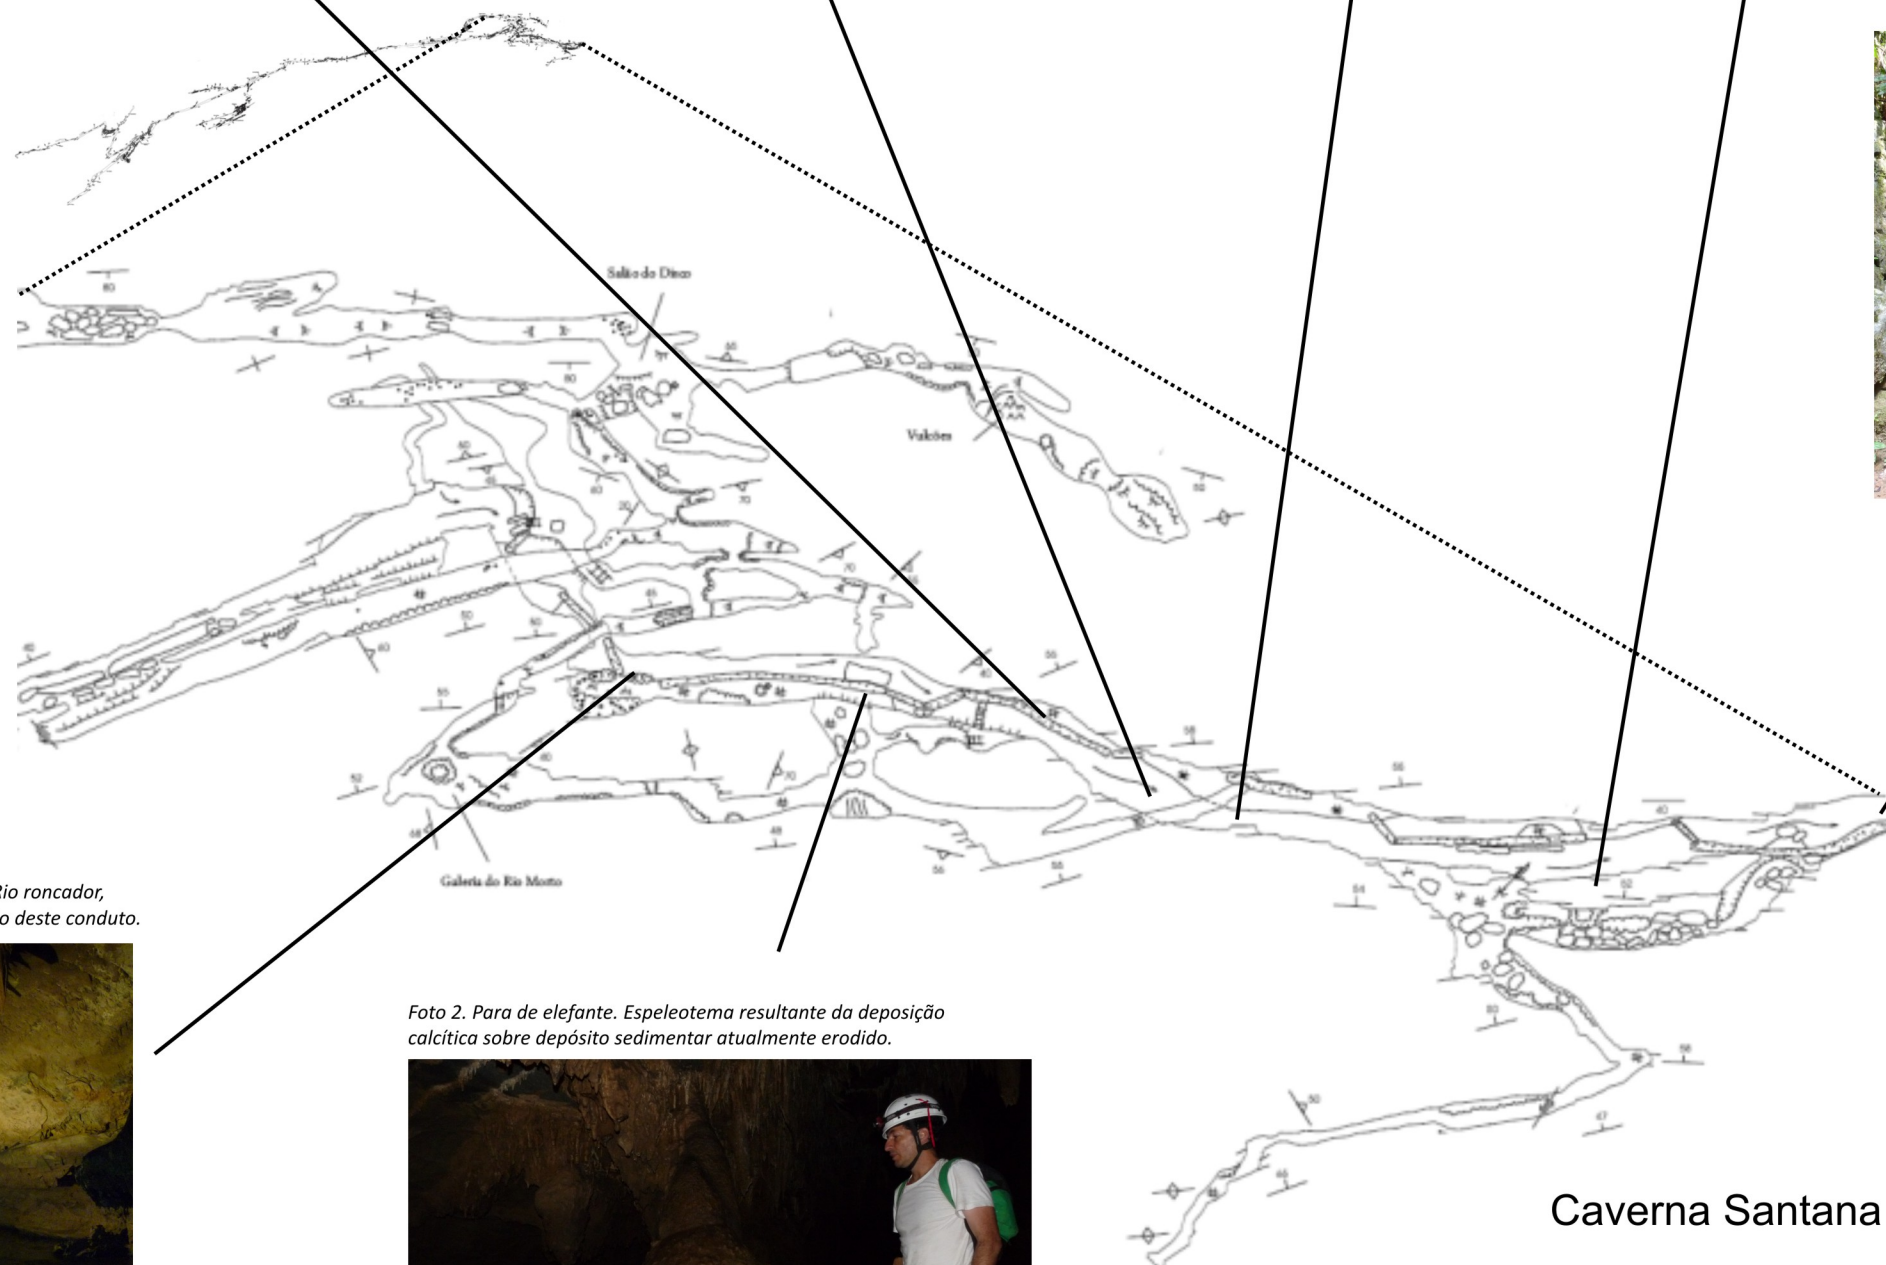 Salão do Disco
Vulcões
Galeria do Rio Morto
Rio roncador,
o deste conduto.
Foto 2. Para de elefante. Espeleotema resultante da deposição
calcítica sobre depósito sedimentar atualmente erodido.
Caverna Santana